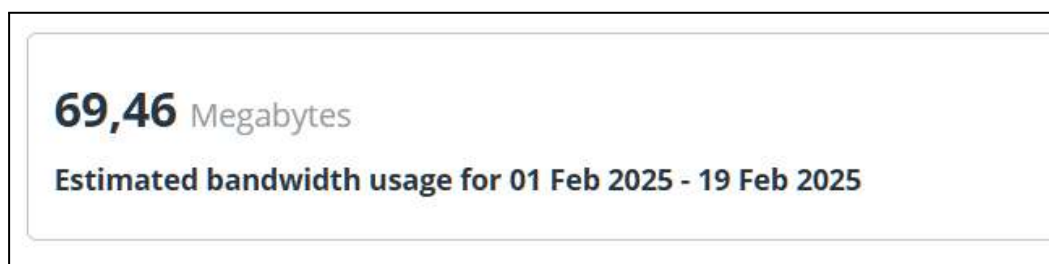 69,46 Megabytes
Estimated bandwidth usage for 01 Feb 2025 - 19 Feb 2025